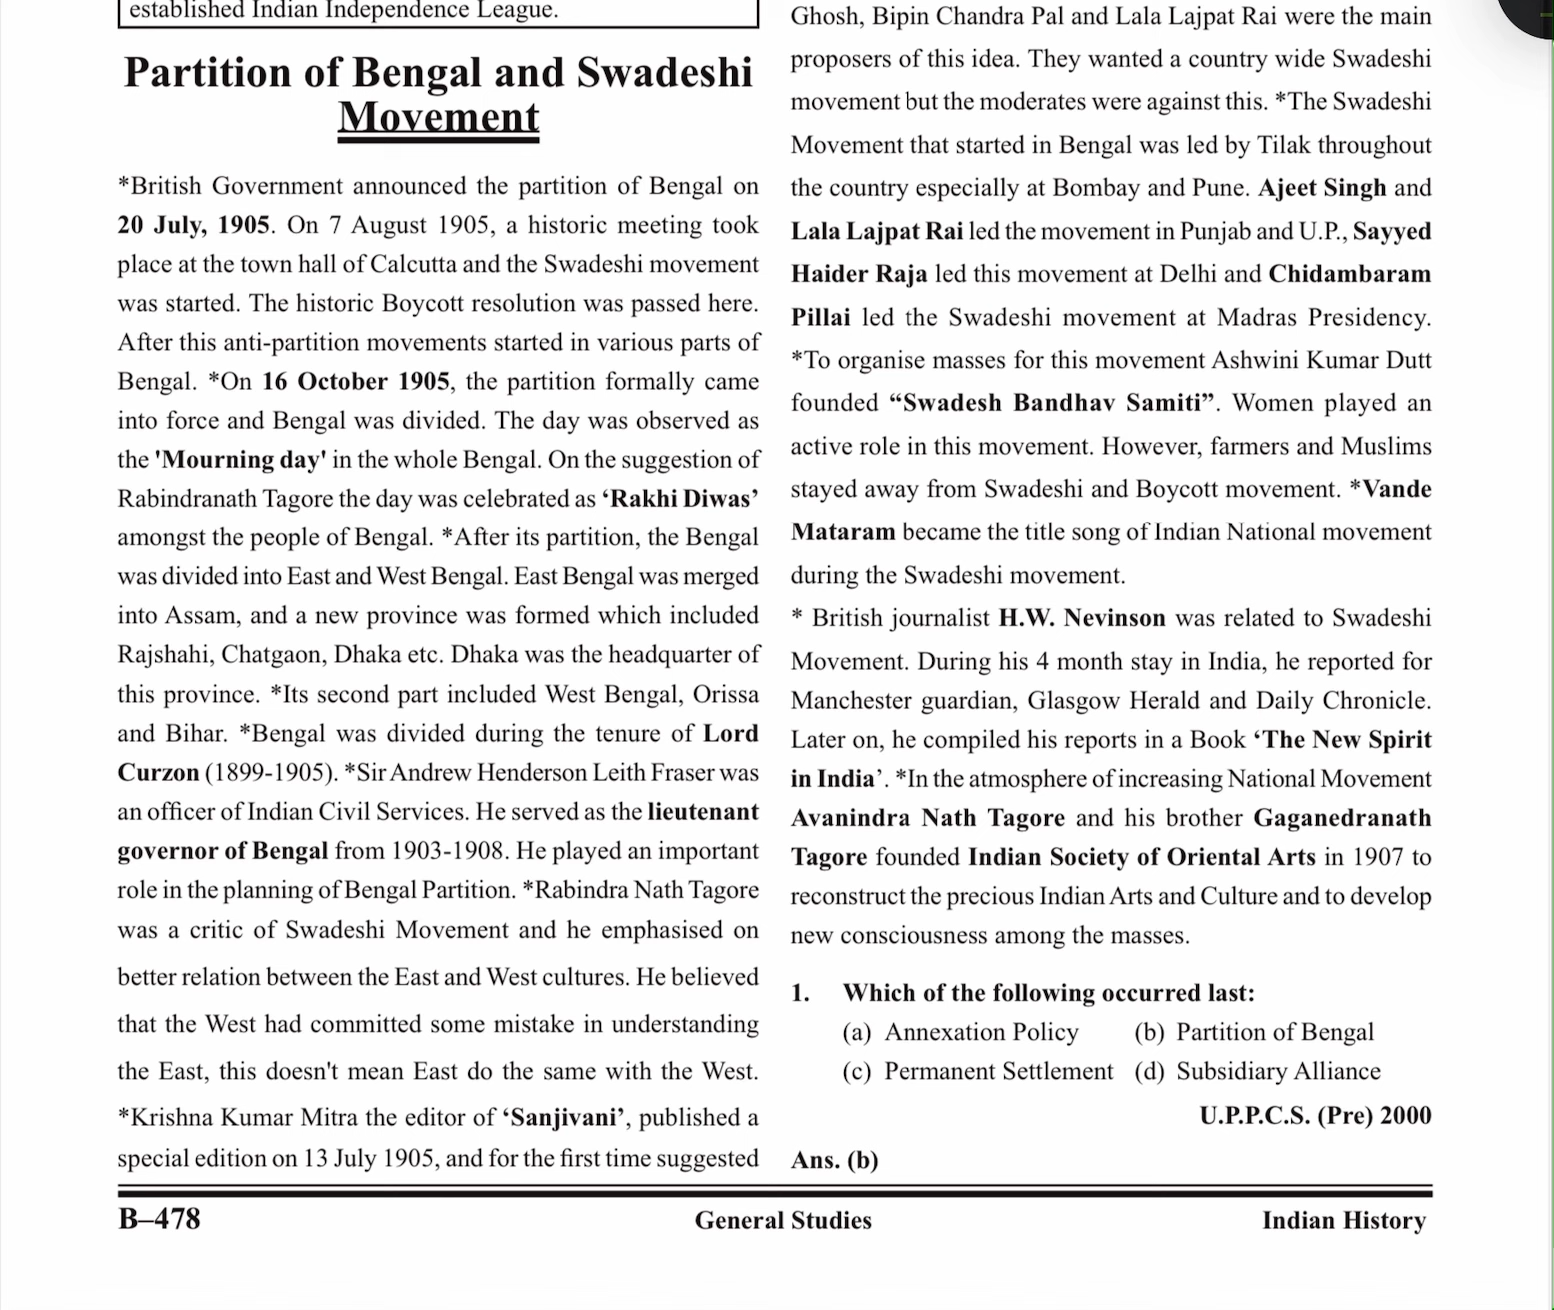 established Indian Independence League.
Partition of Bengal and Swadeshi
Movement
*British Government announced the partition of Bengal on
20 July, 1905. On 7 August 1905, a historic meeting took
place at the town hall of Calcutta and the Swadeshi movement
was started. The historic Boycott resolution was passed here.
After this anti-partition movements started in various parts of
Bengal. *On 16 October 1905, the partition formally came
into force and Bengal was divided. The day was observed as
the 'Mourning day' in the whole Bengal. On the suggestion of
Rabindranath Tagore the day was celebrated as ‘Rakhi Diwas’
amongst the people of Bengal. *After its partition, the Bengal
was divided into East and West Bengal. East Bengal was merged
into Assam, and a new province was formed which included
Rajshahi, Chatgaon, Dhaka etc. Dhaka was the headquarter of
this province. *Its second part included West Bengal, Orissa
and Bihar. *Bengal was divided during the tenure of Lord
Curzon (1899-1905). *Sir Andrew Henderson Leith Fraser was
an officer of Indian Civil Services. He served as the lieutenant
governor of Bengal from 1903-1908. He played an important
role in the planning of Bengal Partition. *Rabindra Nath Tagore
was a critic of Swadeshi Movement and he emphasised on
better relation between the East and West cultures. He believed
that the West had committed some mistake in understanding
the East, this doesn't mean East do the same with the West.
*Krishna Kumar Mitra the editor of ‘Sanjivani’, published a
special edition on 13 July 1905, and for the first time suggested
Ghosh, Bipin Chandra Pal and Lala Lajpat Rai were the main
proposers of this idea. They wanted a country wide Swadeshi
movement but the moderates were against this. *The Swadeshi
Movement that started in Bengal was led by Tilak throughout
the country especially at Bombay and Pune. Ajeet Singh and
Lala Lajpat Rai led the movement in Punjab and U.P., Sayyed
Haider Raja led this movement at Delhi and Chidambaram
Pillai led the Swadeshi movement at Madras Presidency.
*To organise masses for this movement Ashwini Kumar Dutt
founded “Swadesh Bandhav Samiti”. Women played an
active role in this movement. However, farmers and Muslims
stayed away from Swadeshi and Boycott movement. *Vande
Mataram became the title song of Indian National movement
during the Swadeshi movement.
* British journalist H.W. Nevinson was related to Swadeshi
Movement. During his 4 month stay in India, he reported for
Manchester guardian, Glasgow Herald and Daily Chronicle.
Later on, he compiled his reports in a Book ‘The New Spirit
in India’. *In the atmosphere of increasing National Movement
Avanindra Nath Tagore and his brother Gaganedranath
Tagore founded Indian Society of Oriental Arts in 1907 to
reconstruct the precious Indian Arts and Culture and to develop
new consciousness among the masses.
1. Which of the following occurred last:
(a) Annexation Policy (b) Partition of Bengal
(c) Permanent Settlement (d) Subsidiary Alliance
U.P.P.C.S. (Pre) 2000
Ans. (b)
B–478 General Studies Indian History